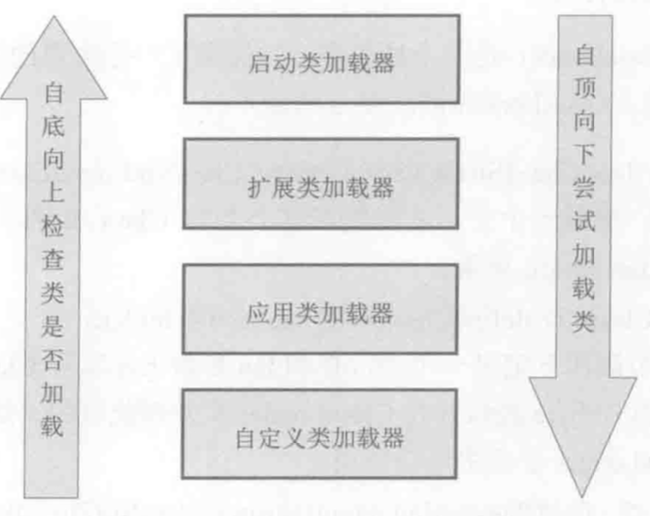 自底向上检查类是否加载
启动类加载器
扩展类加载器
应用类加载器
自定义类加载器
自顶向下尝试加载类